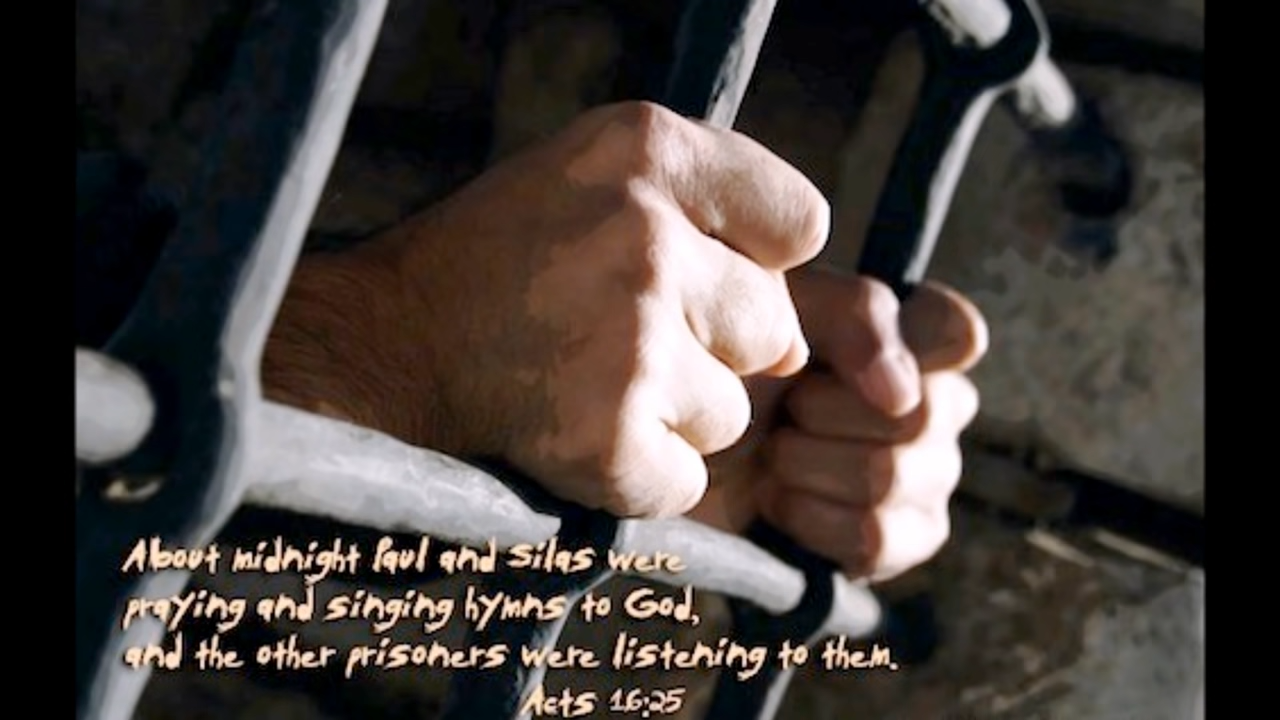 About midnight Paul and Silas were
praying and singing hymns to God,
and the other prisoners were listening to them.
Acts 16:25